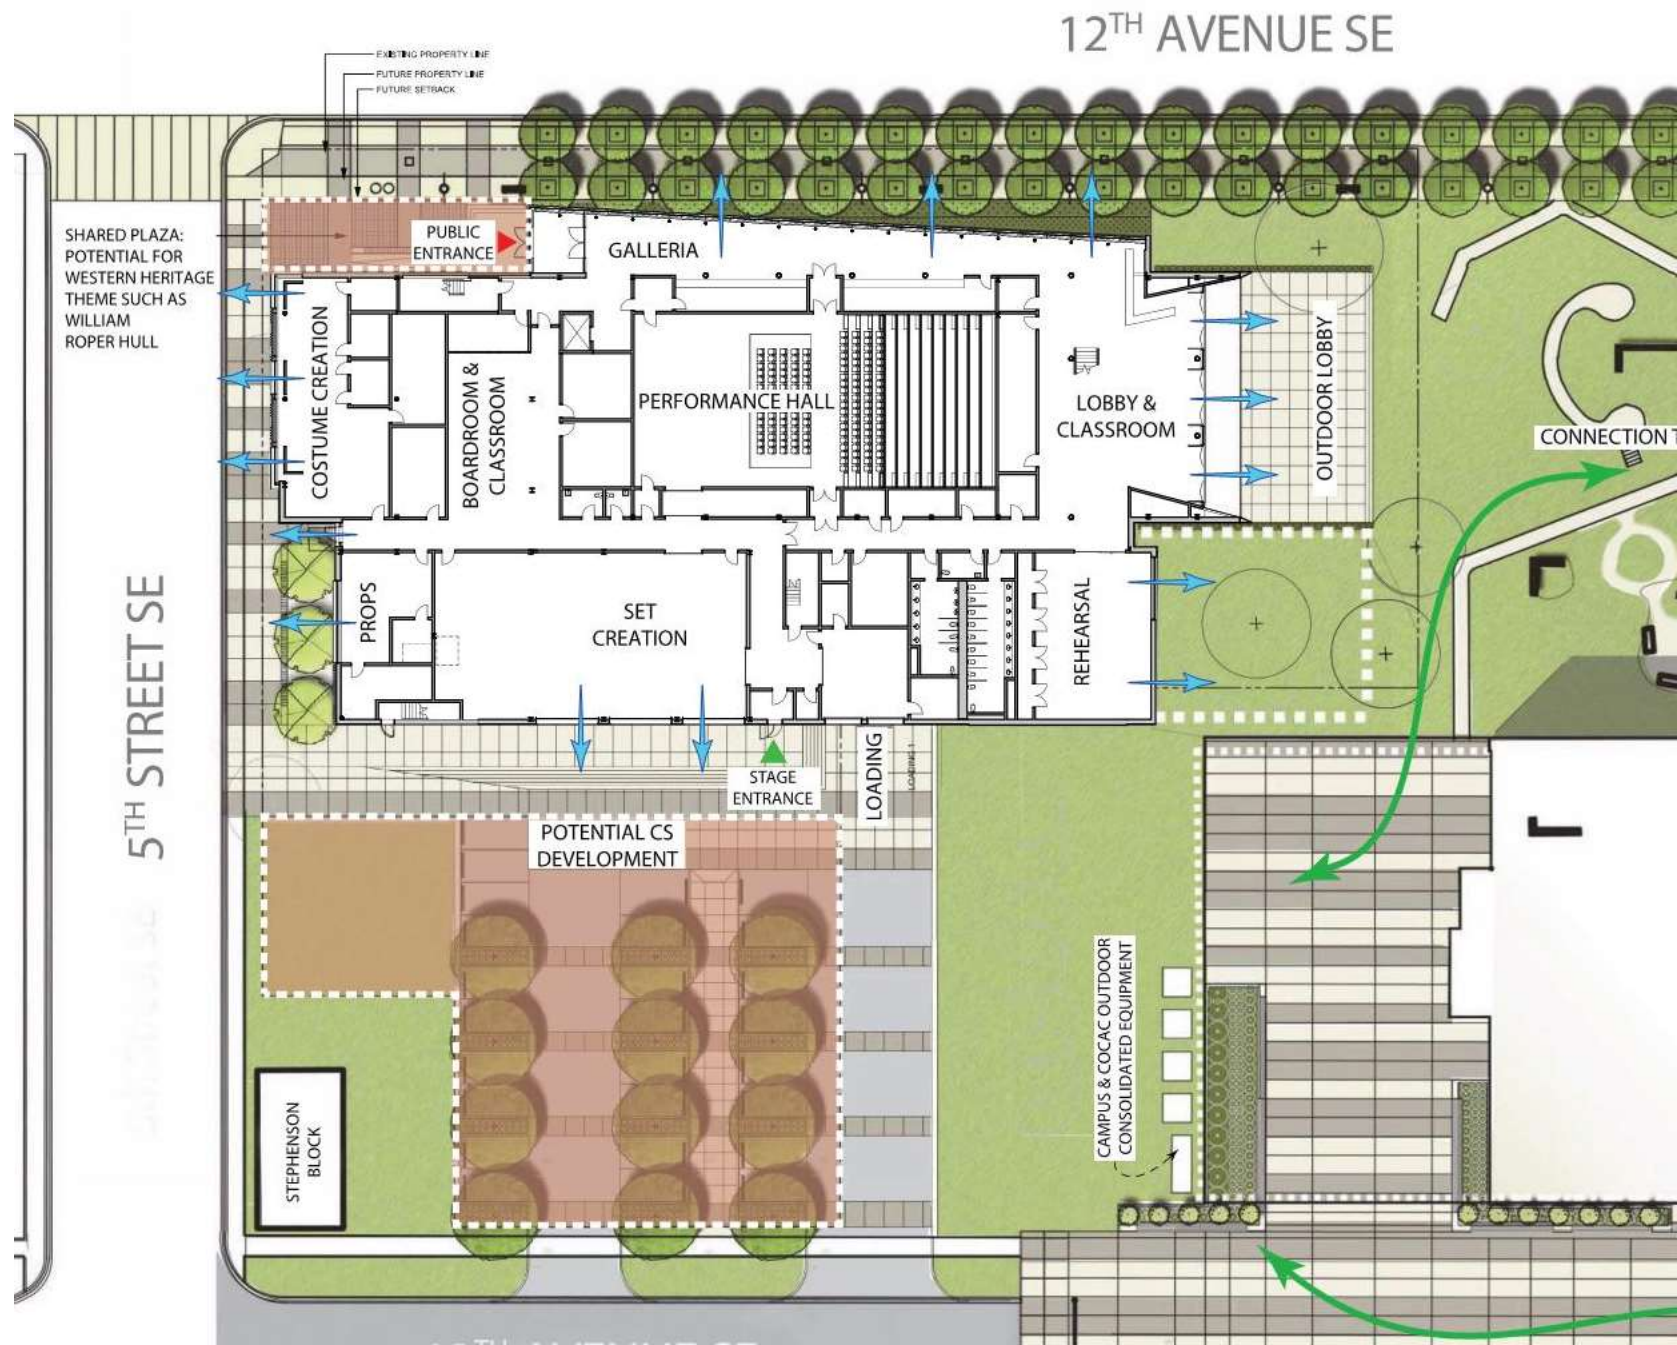 12TH AVENUE SE
EXISTING PROPERTY LINE
FUTURE PROPERTY LINE
FUTURE SETBACK
SHARED PLAZA:
POTENTIAL FOR
WESTERN HERITAGE
THEME SUCH AS
WILLIAM
ROPER HULL
PUBLIC
ENTRANCE
GALLERIA
COSTUME CREATION
BOARDROOM &
CLASSROOM
PERFORMANCE HALL
LOBBY &
CLASSROOM
OUTDOOR LOBBY
CONNECTION T
5TH STREET SE
PROPS
SET
CREATION
REHEARSAL
STAGE
ENTRANCE
LOADING
LOADING 1
POTENTIAL CS
DEVELOPMENT
STEPHENSON
BLOCK
CAMPUS & COCAC OUTDOOR
CONSOLIDATED EQUIPMENT